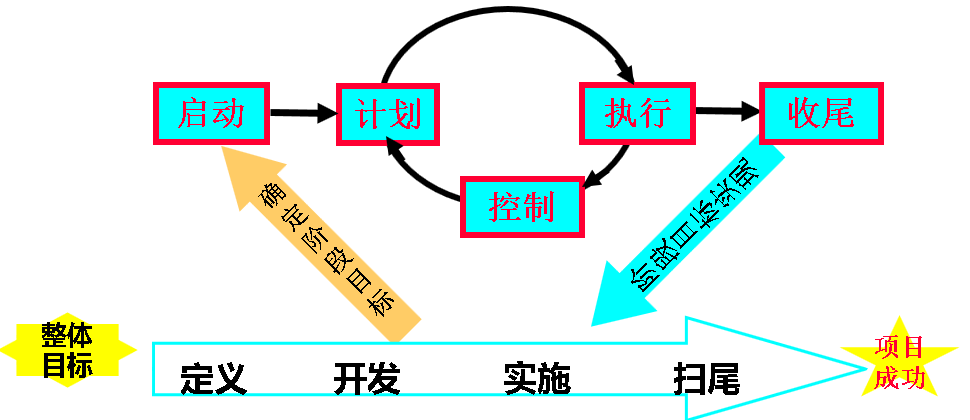 启动
计划
执行
收尾
控制
确定阶段目标
阶段目标实现
整体
目标
定义
开发
实施
扫尾
项目
成功